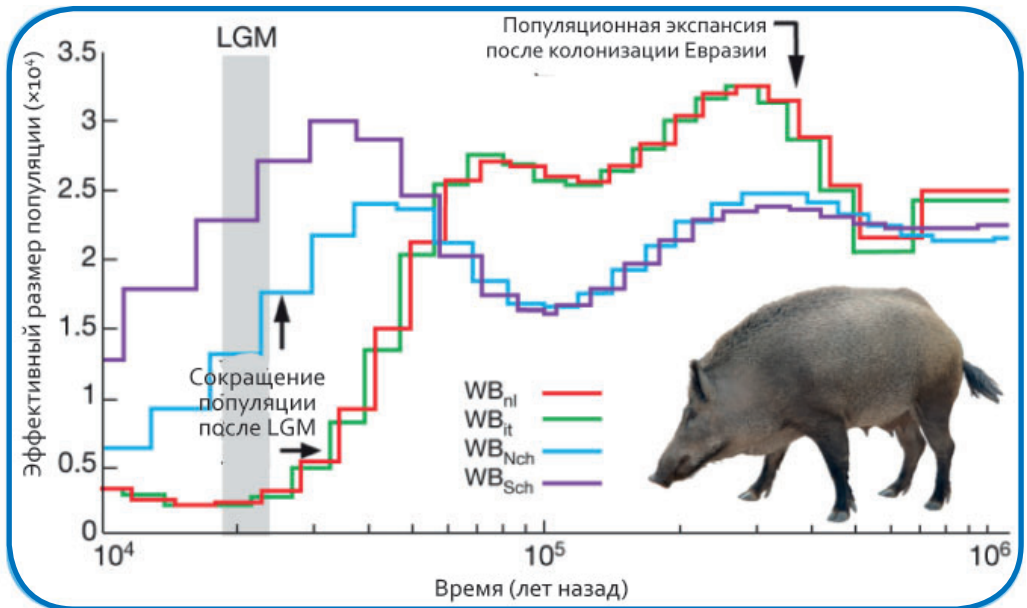 LGM
Популяционная экспансия
после колонизации Евразии
Эффективный размер популяции (×10⁴)
3.5
3
2.5
2
1.5
1
0.5
0
Сокращение
популяции
после LGM
WBnl
WBit
WBNch
WBSch
10⁴
10⁵
10⁶
Время (лет назад)